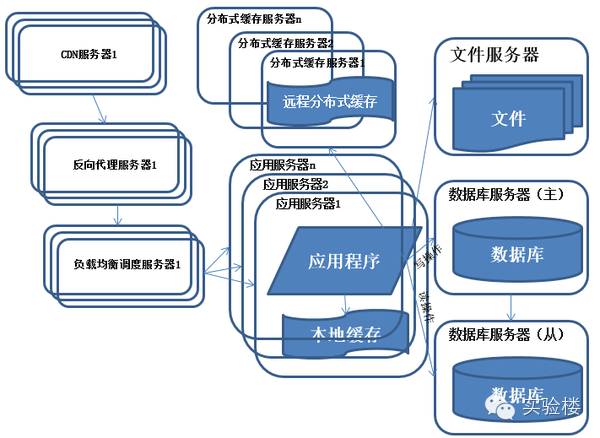 CDN服务器1
反向代理服务器1
负载均衡调度服务器1
分布式缓存服务器n
分布式缓存服务器2
分布式缓存服务器1
远程分布式缓存
应用服务器n
应用服务器2
应用服务器1
应用程序
本地缓存
写操作
读操作
文件服务器
文件
数据库服务器（主）
数据库
数据库服务器（从）
数据库
实验楼